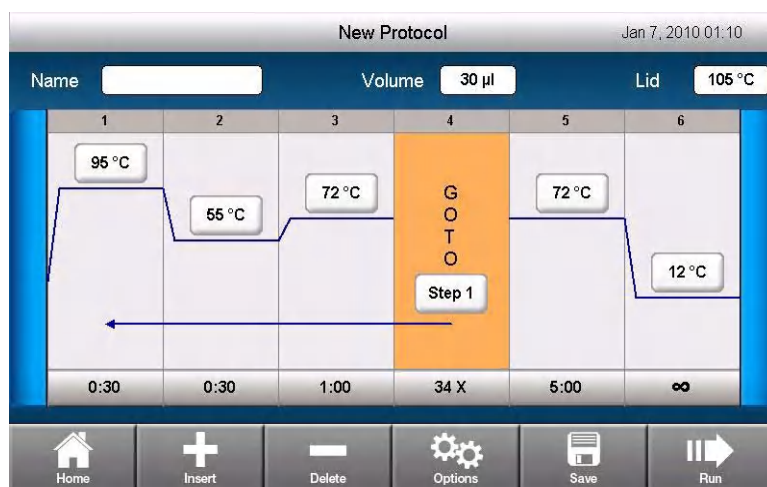 New Protocol
Jan 7, 2010 01:10
Name
Volume 30 µl
Lid 105 °C
1 2 3 4 5 6
95 °C
55 °C
72 °C
GOTO
Step 1
72 °C
12 °C
0:30 0:30 1:00 34 X 5:00 ∞
Home Insert Delete Options Save Run